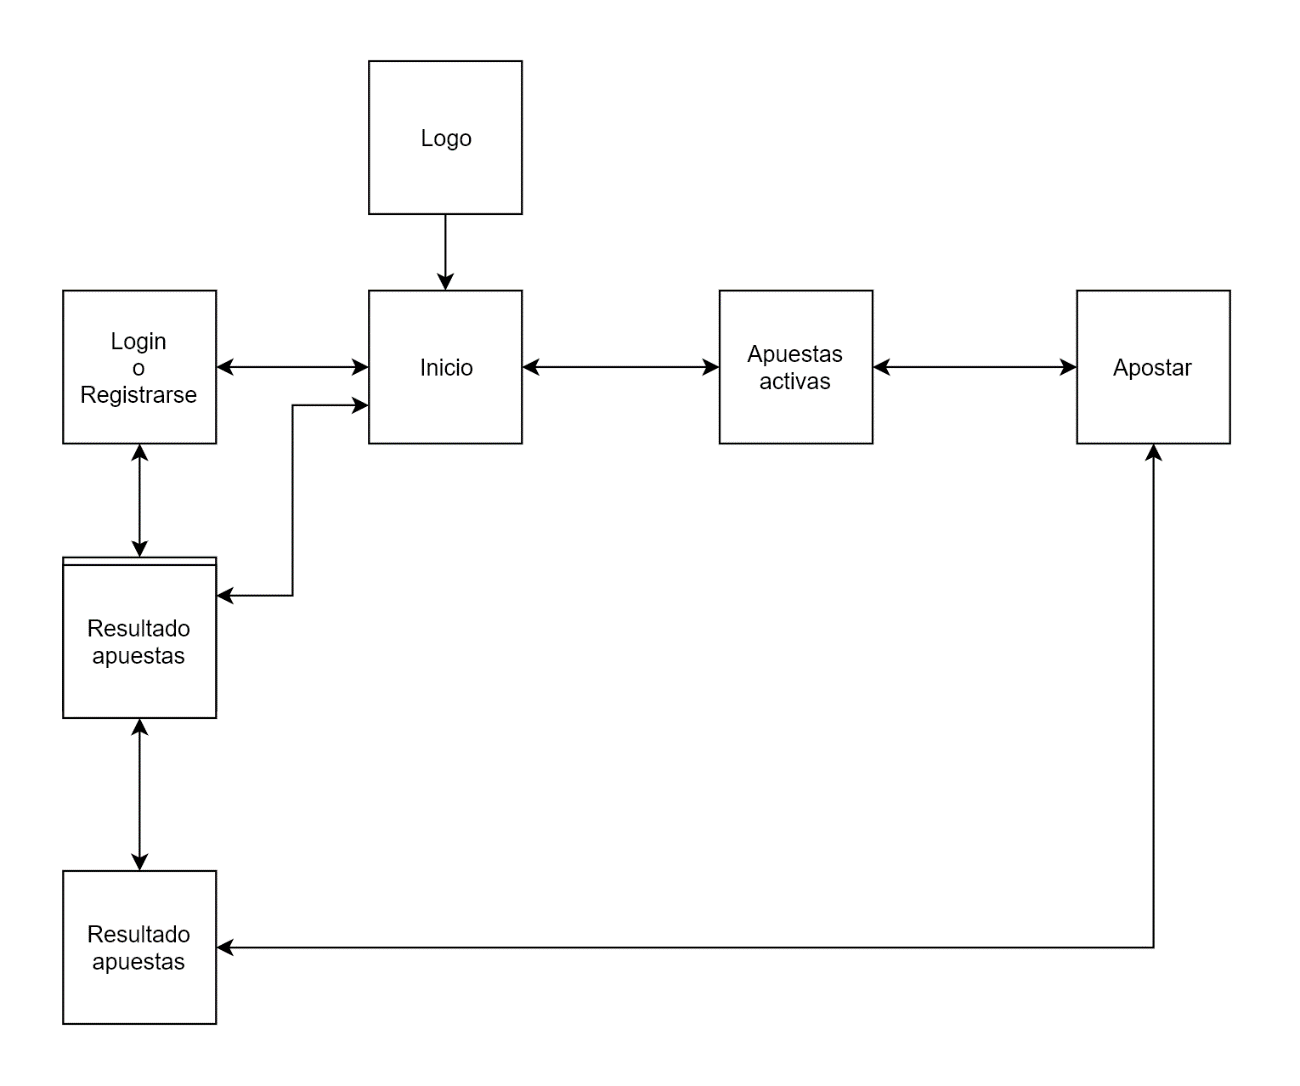 Logo
Login
o
Registrarse
Inicio
Apuestas
activas
Apostar
Resultado
apuestas
Resultado
apuestas